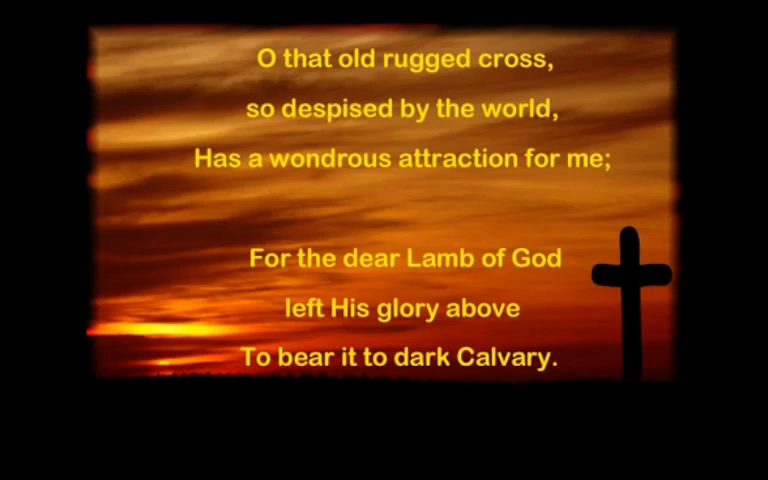 O that old rugged cross,
so despised by the world,
Has a wondrous attraction for me;
For the dear Lamb of God
left His glory above
To bear it to dark Calvary.